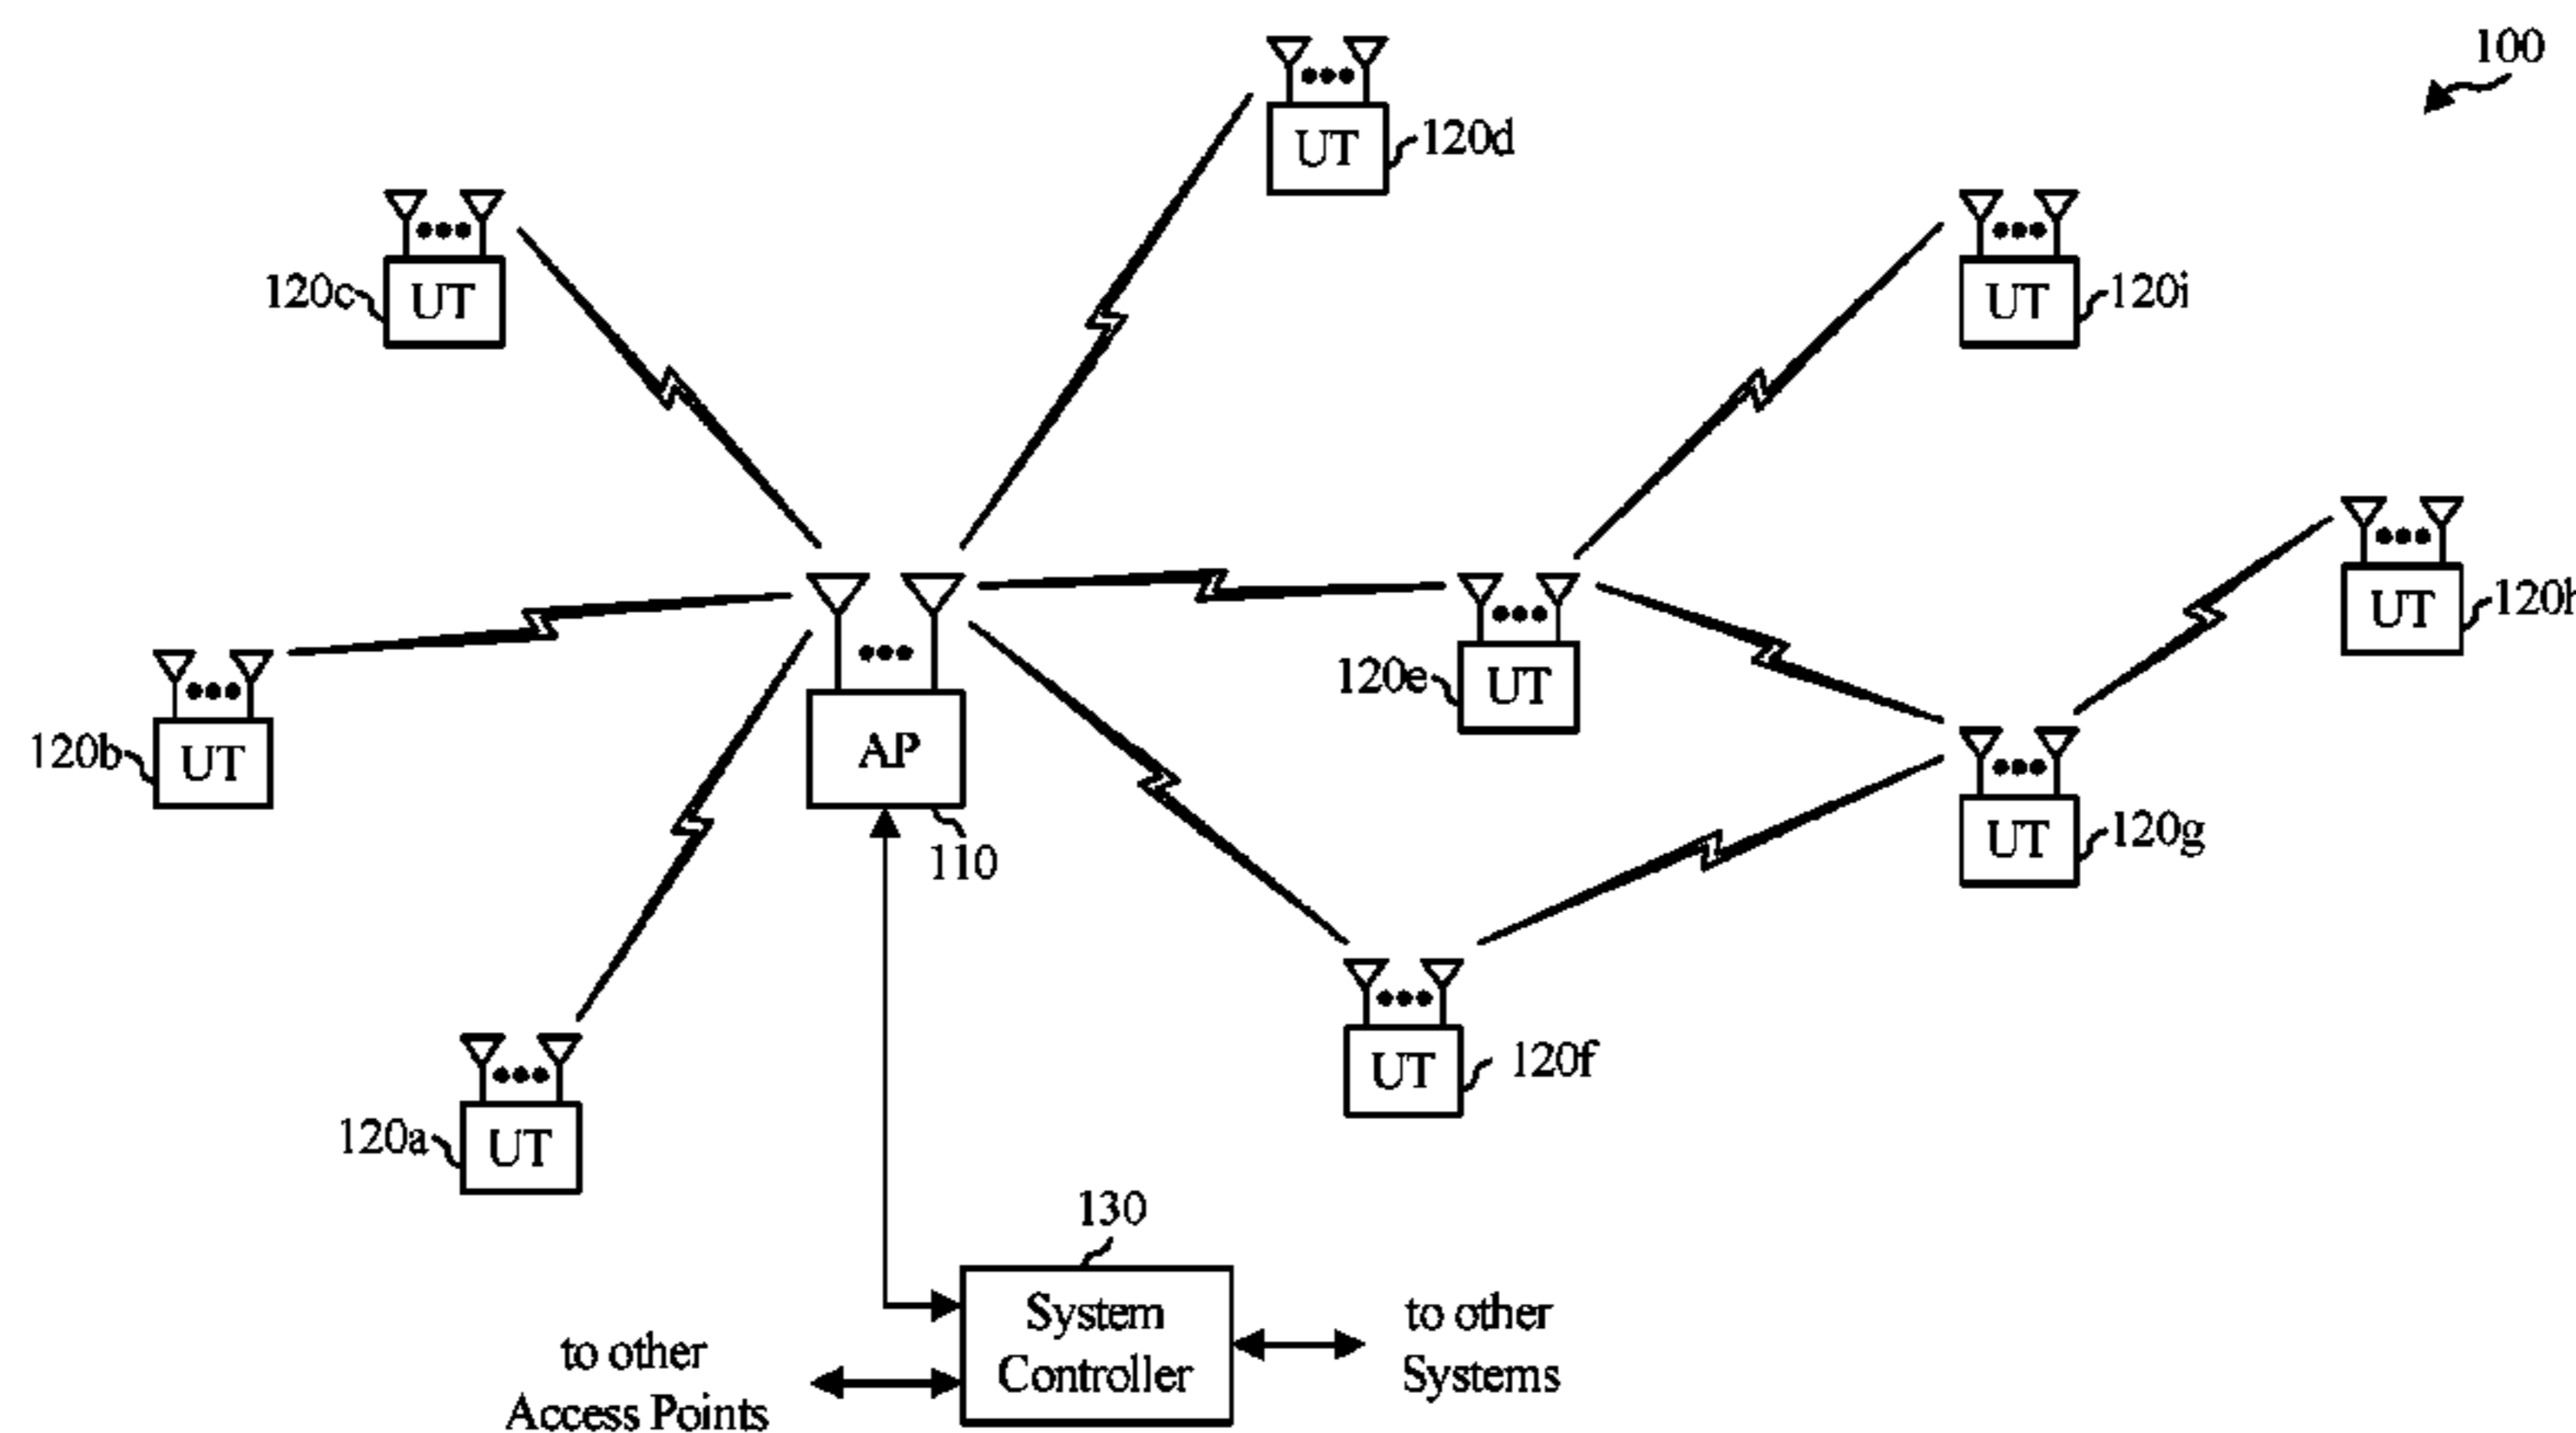 100
UT
120d
120c
UT
UT
120i
UT
120h
120e
UT
120b
UT
AP
110
UT
120g
UT
120f
120a
UT
130
System
Controller
to other
Access Points
to other
Systems